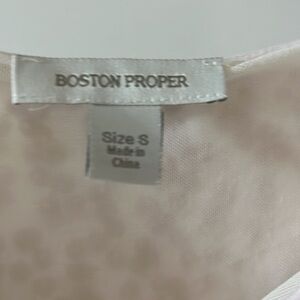 BOSTON PROPER
Size S
Made in
China